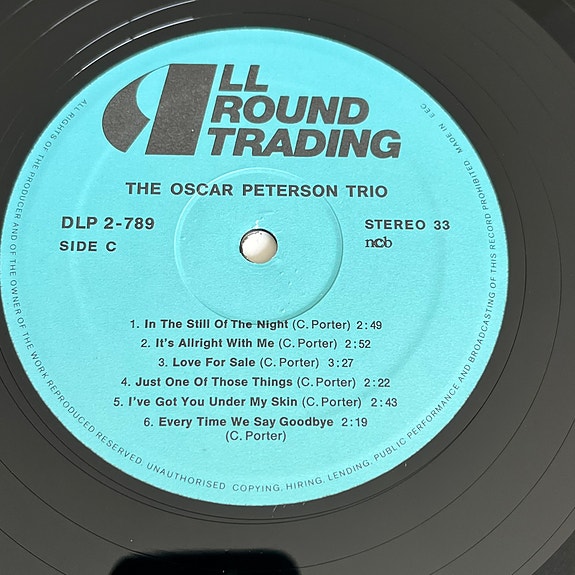 ALL
ROUND
TRADING
THE OSCAR PETERSON TRIO
DLP 2-789
SIDE C
STEREO 33
ncb
1. In The Still Of The Night (C. Porter) 2:49
2. It's Allright With Me (C. Porter) 2:52
3. Love For Sale (C. Porter) 3:27
4. Just One Of Those Things (C. Porter) 2:22
5. I've Got You Under My Skin (C. Porter) 2:43
6. Every Time We Say Goodbye 2:19
(C. Porter)
ALL RIGHTS OF THE PRODUCER AND OF THE OWNER OF THE WORK REPRODUCED RESERVED. UNAUTHORISED COPYING, HIRING, LENDING, PUBLIC PERFORMANCE AND BROADCASTING OF THIS RECORD PROHIBITED. MADE IN EEC